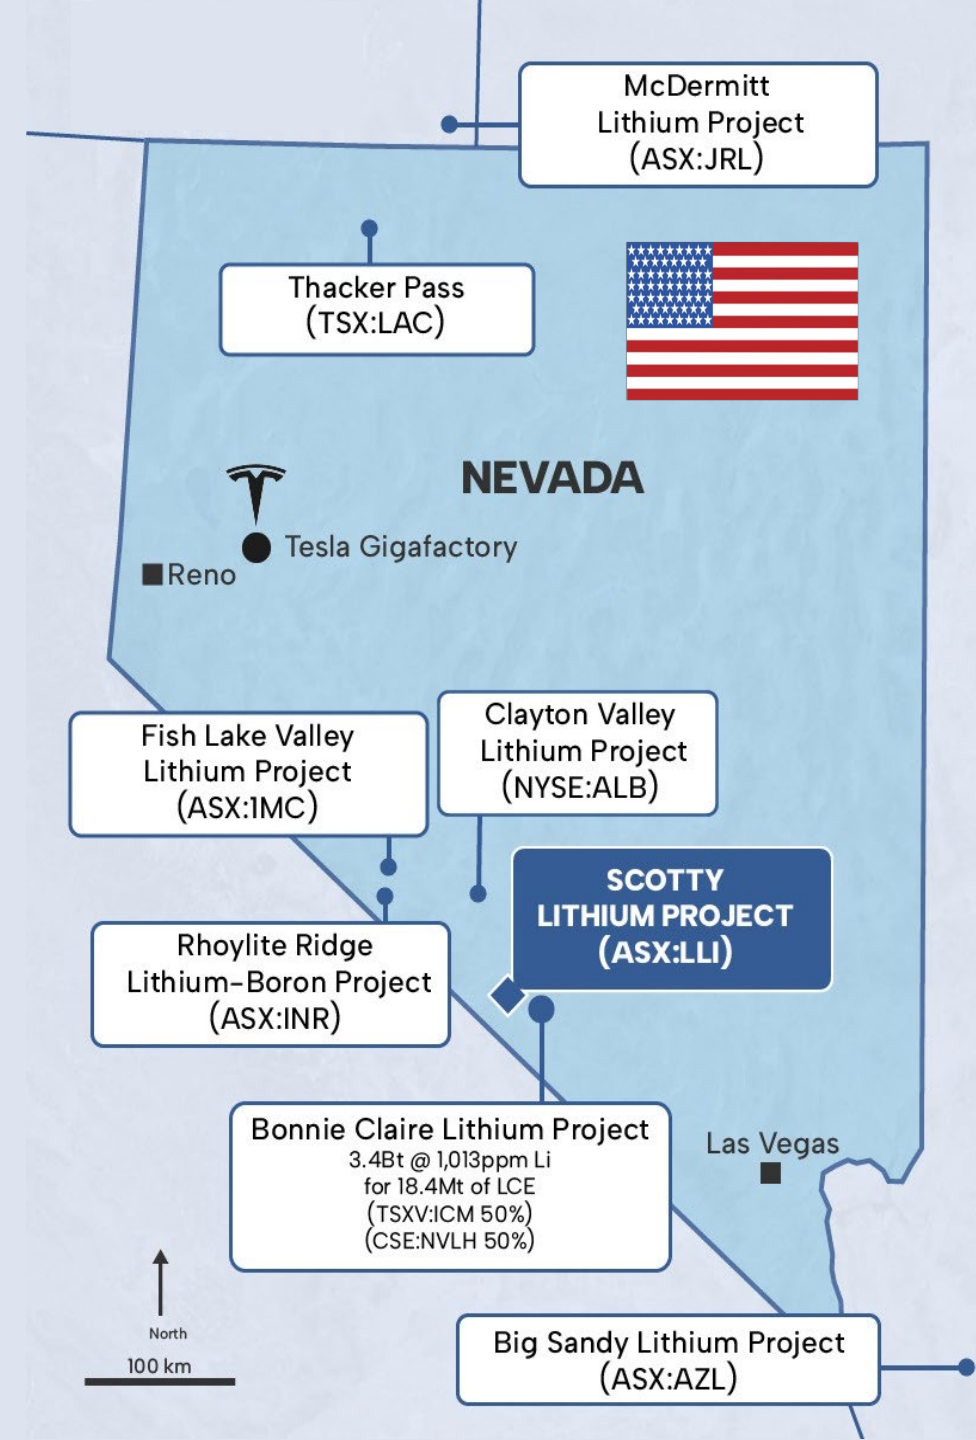 McDermitt
Lithium Project
(ASX:JRL)
Thacker Pass
(TSX:LAC)
NEVADA
Tesla Gigafactory
Reno
Clayton Valley
Lithium Project
(NYSE:ALB)
Fish Lake Valley
Lithium Project
(ASX:1MC)
SCOTTY
LITHIUM PROJECT
(ASX:LLI)
Rhoylite Ridge
Lithium-Boron Project
(ASX:INR)
Bonnie Claire Lithium Project
3.4Bt @ 1,013ppm Li
for 18.4Mt of LCE
(TSXV:ICM 50%)
(CSE:NVLH 50%)
Las Vegas
North
100 km
Big Sandy Lithium Project
(ASX:AZL)